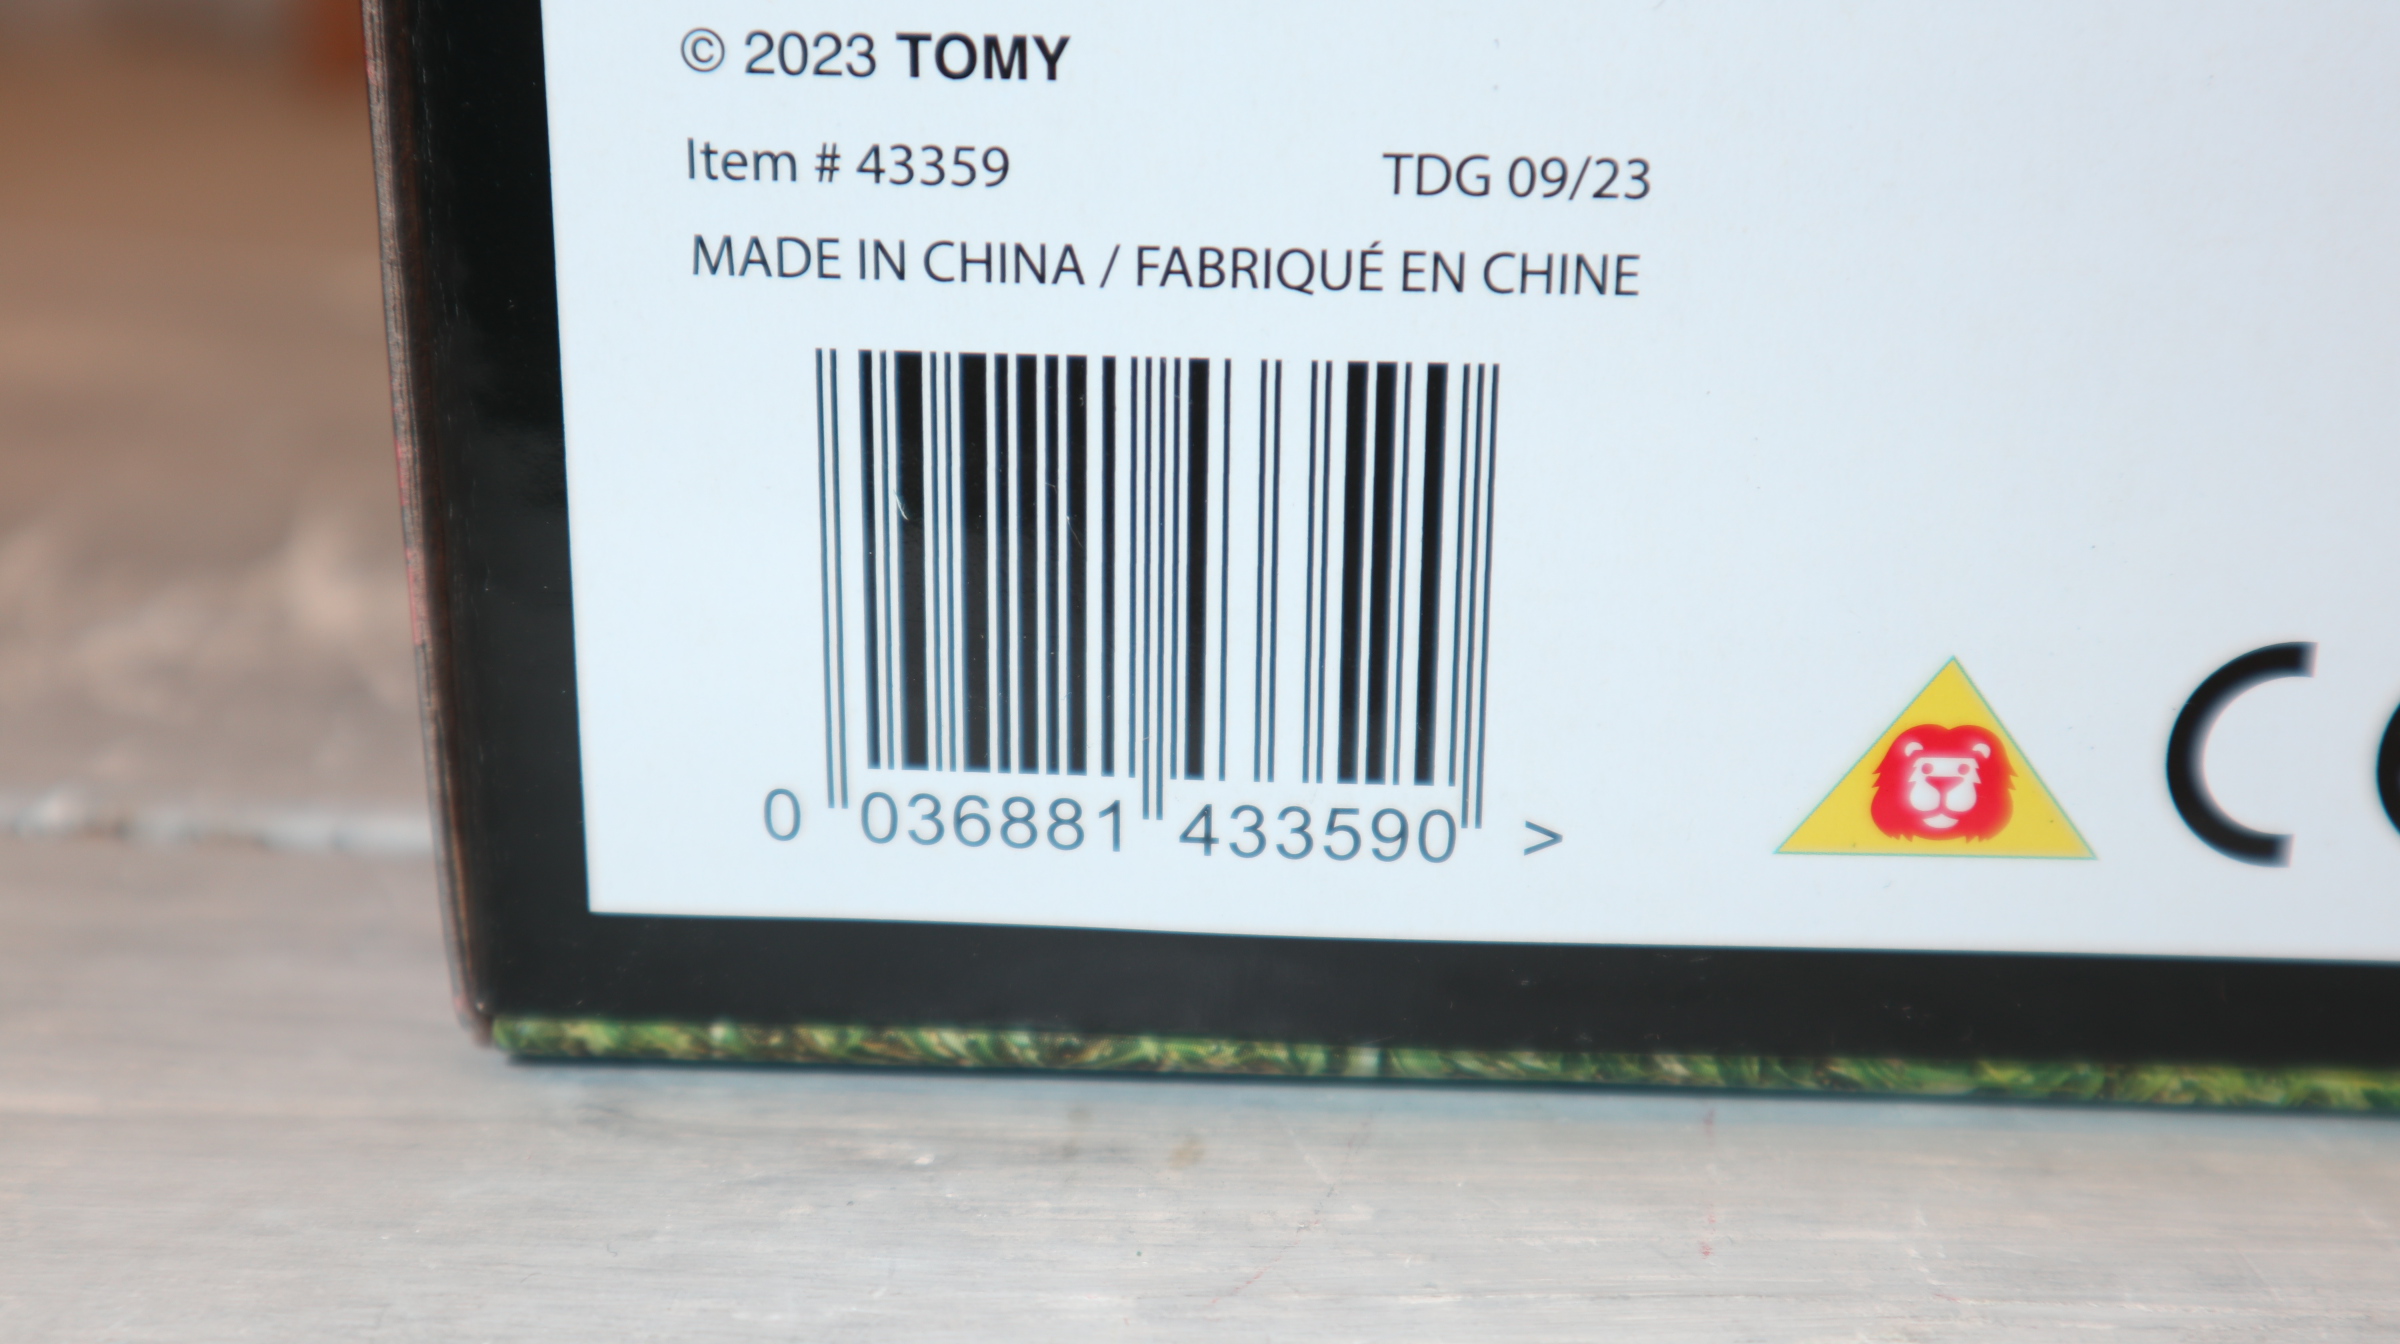 © 2023 TOMY
Item # 43359 TDG 09/23
MADE IN CHINA / FABRIQUÉ EN CHINE
0 036881 433590 >